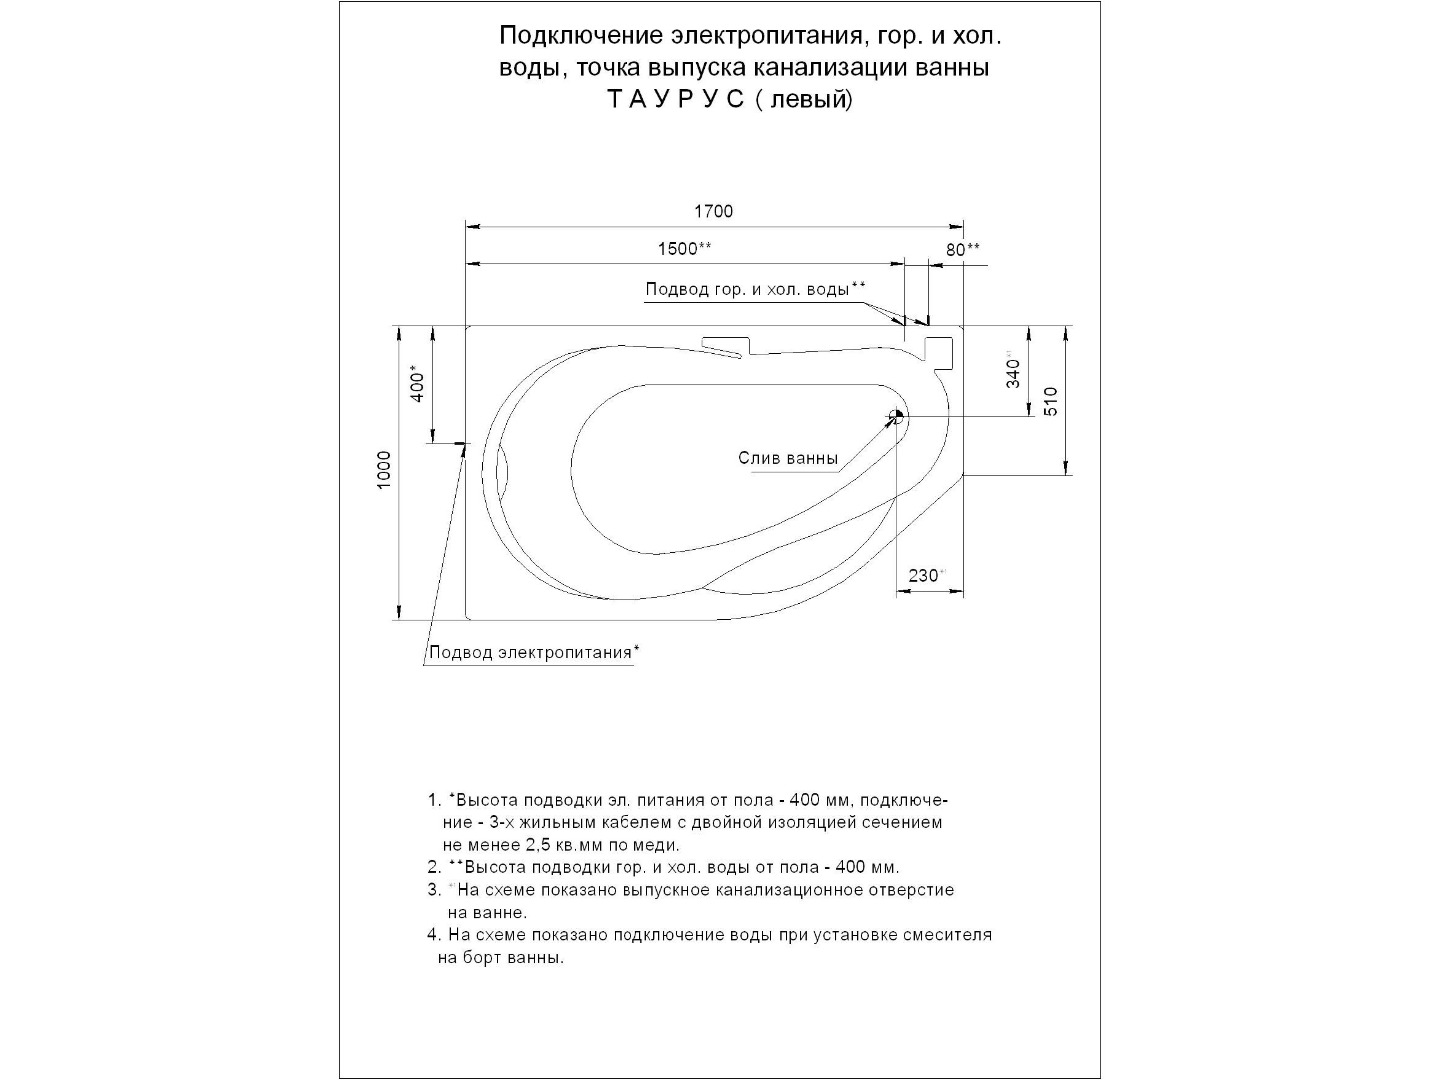 Подключение электропитания, гор. и хол.
воды, точка выпуска канализации ванны
Т А У Р У С ( левый)
1700
1500**
80**
Подвод гор. и хол. воды**
400*
340*
510
1000
Слив ванны
230*
Подвод электропитания*
1. *Высота подводки эл. питания от пола - 400 мм, подключе-
ние - 3-х жильным кабелем с двойной изоляцией сечением
не менее 2,5 кв.мм по меди.
2. **Высота подводки гор. и хол. воды от пола - 400 мм.
3. *На схеме показано выпускное канализационное отверстие
на ванне.
4. На схеме показано подключение воды при установке смесителя
на борт ванны.